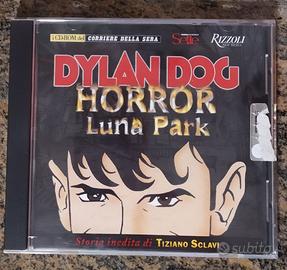 I CD-ROM del CORRIERE DELLA SERA
Sette
RIZZOLI
DYLAN DOG
HORROR
Luna Park
Storia inedita di TIZIANO SCLAVI
subito